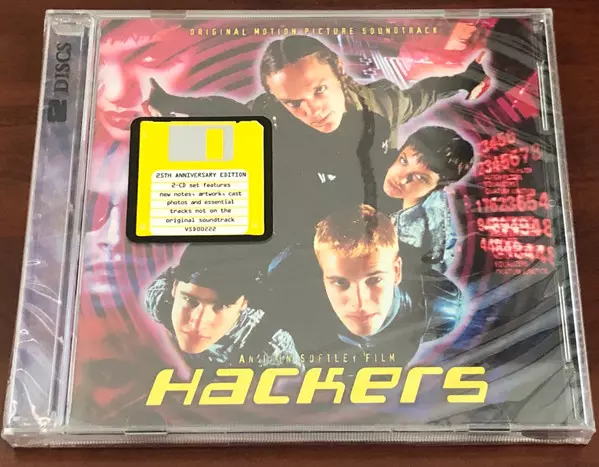 ORIGINAL MOTION PICTURE SOUNDTRACK
2 DISCS
25TH ANNIVERSARY EDITION
2-CD set features
new notes, artwork, cast
photos and essential
tracks not on the
original soundtrack
VSD00222
AN IAIN SOFTLEY FILM
Hackers